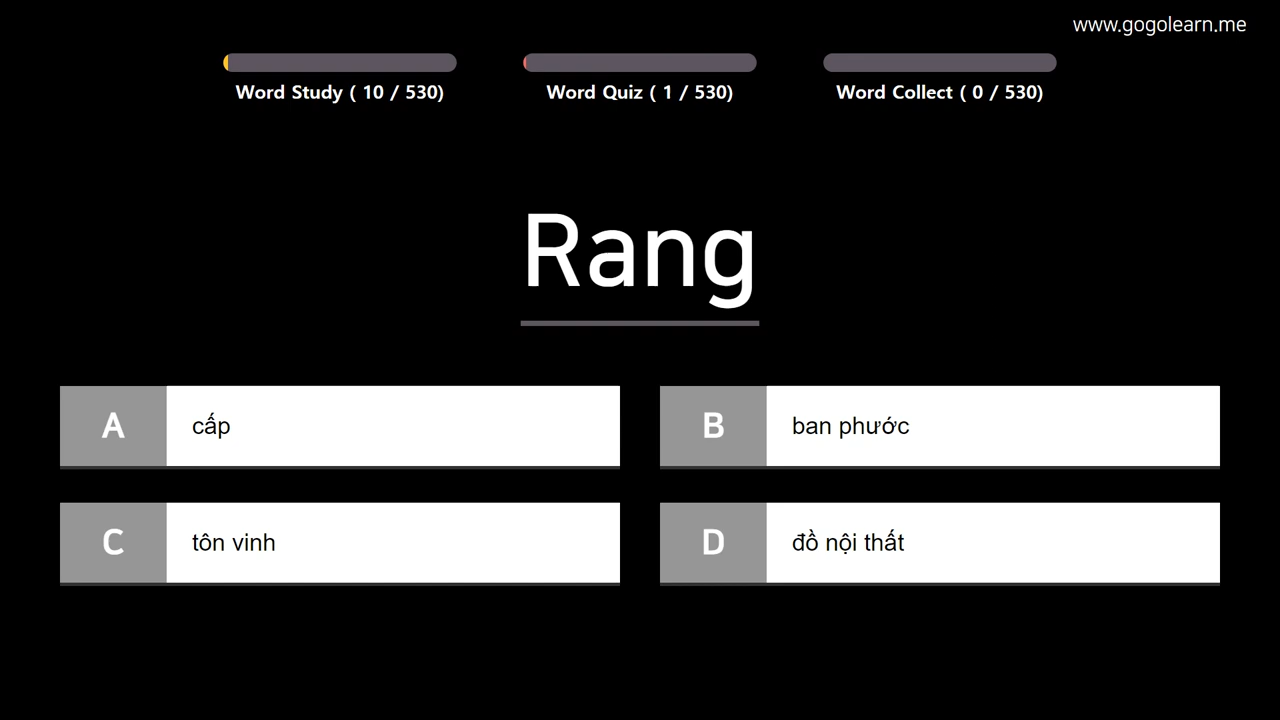 www.gogolearn.me
Word Study ( 10 / 530)
Word Quiz ( 1 / 530)
Word Collect ( 0 / 530)
Rang
A cấp
B ban phước
C tôn vinh
D đồ nội thất